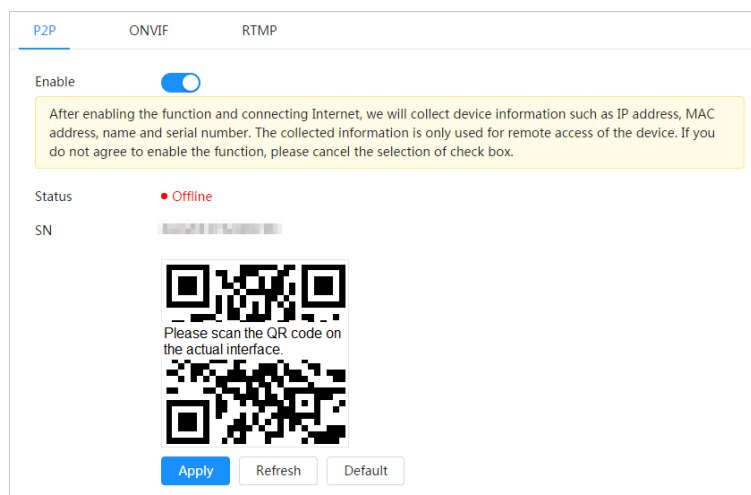 P2P ONVIF RTMP
Enable
After enabling the function and connecting Internet, we will collect device information such as IP address, MAC
address, name and serial number. The collected information is only used for remote access of the device. If you
do not agree to enable the function, please cancel the selection of check box.
Status Offline
SN
Please scan the QR code on
the actual interface.
Apply Refresh Default